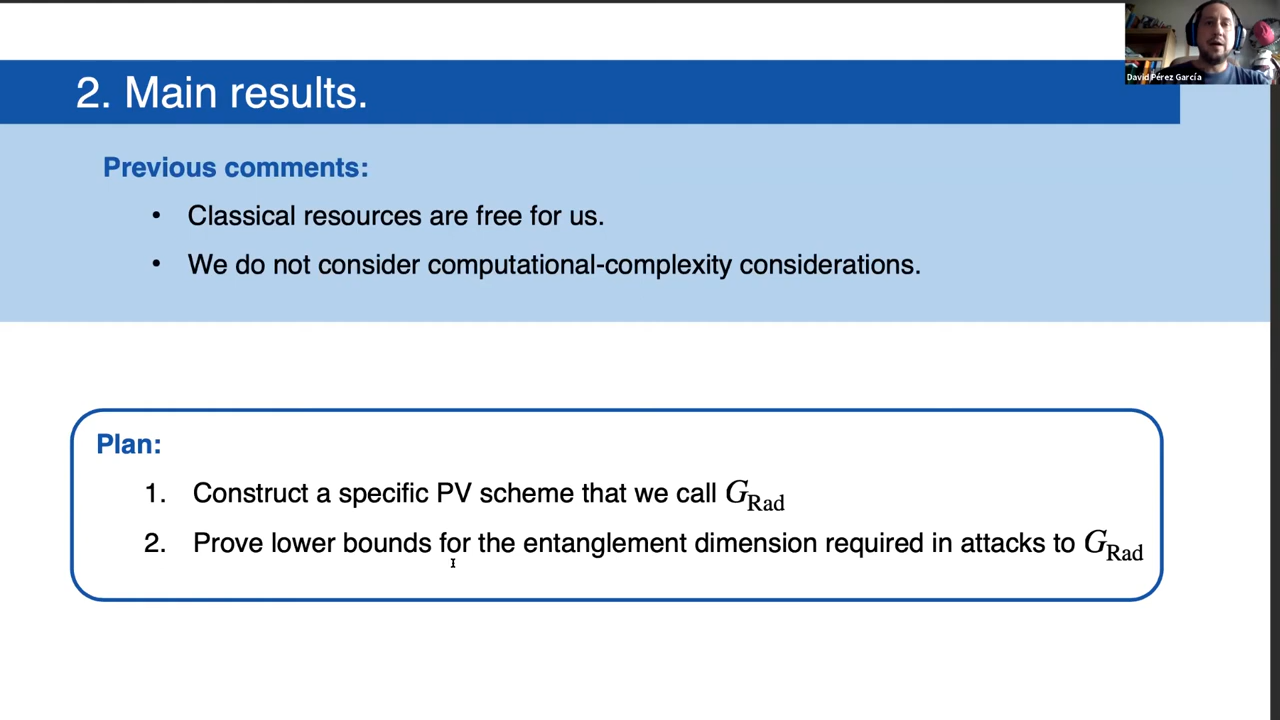 David Pérez García
2. Main results.
Previous comments:
• Classical resources are free for us.
• We do not consider computational-complexity considerations.
Plan:
1. Construct a specific PV scheme that we call G_Rad
2. Prove lower bounds for the entanglement dimension required in attacks to G_Rad